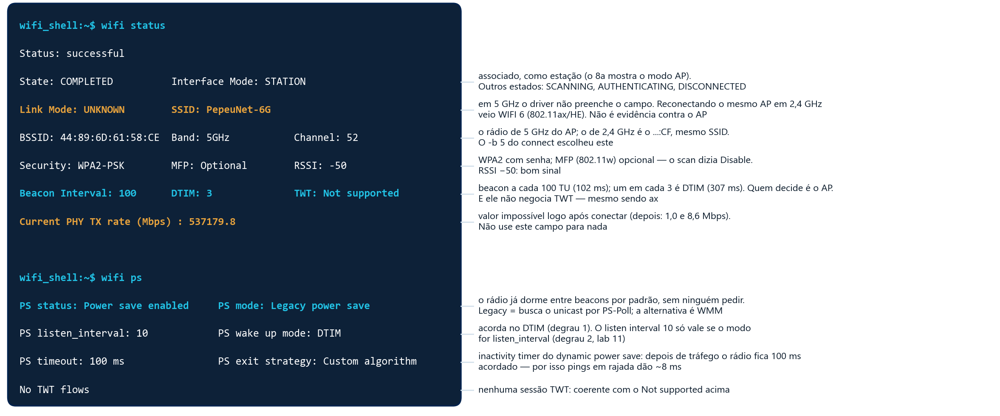 wifi_shell:~$ wifi status
Status: successful
State: COMPLETED Interface Mode: STATION
associado, como estação (o 8a mostra o modo AP).
Outros estados: SCANNING, AUTHENTICATING, DISCONNECTED
Link Mode: UNKNOWN SSID: PepeuNet-6G
em 5 GHz o driver não preenche o campo. Reconectando o mesmo AP em 2,4 GHz
veio WIFI 6 (802.11ax/HE). Não é evidência contra o AP
BSSID: 44:89:6D:61:58:CE Band: 5GHz Channel: 52
o rádio de 5 GHz do AP; o de 2,4 GHz é o ...:CF, mesmo SSID.
O -b 5 do connect escolheu este
Security: WPA2-PSK MFP: Optional RSSI: -50
WPA2 com senha; MFP (802.11w) opcional — o scan dizia Disable.
RSSI −50: bom sinal
Beacon Interval: 100 DTIM: 3 TWT: Not supported
beacon a cada 100 TU (102 ms); um em cada 3 é DTIM (307 ms). Quem decide é o AP.
E ele não negocia TWT — mesmo sendo ax
Current PHY TX rate (Mbps) : 537179.8
valor impossível logo após conectar (depois: 1,0 e 8,6 Mbps).
Não use este campo para nada
wifi_shell:~$ wifi ps
PS status: Power save enabled PS mode: Legacy power save
o rádio já dorme entre beacons por padrão, sem ninguém pedir.
Legacy = busca o unicast por PS-Poll; a alternativa é WMM
PS listen_interval: 10 PS wake up mode: DTIM
acorda no DTIM (degrau 1). O listen interval 10 só vale se o modo
for listen_interval (degrau 2, lab 11)
PS timeout: 100 ms PS exit strategy: Custom algorithm
inactivity timer do dynamic power save: depois de tráfego o rádio fica 100 ms
acordado — por isso pings em rajada dão ~8 ms
No TWT flows
nenhuma sessão TWT: coerente com o Not supported acima